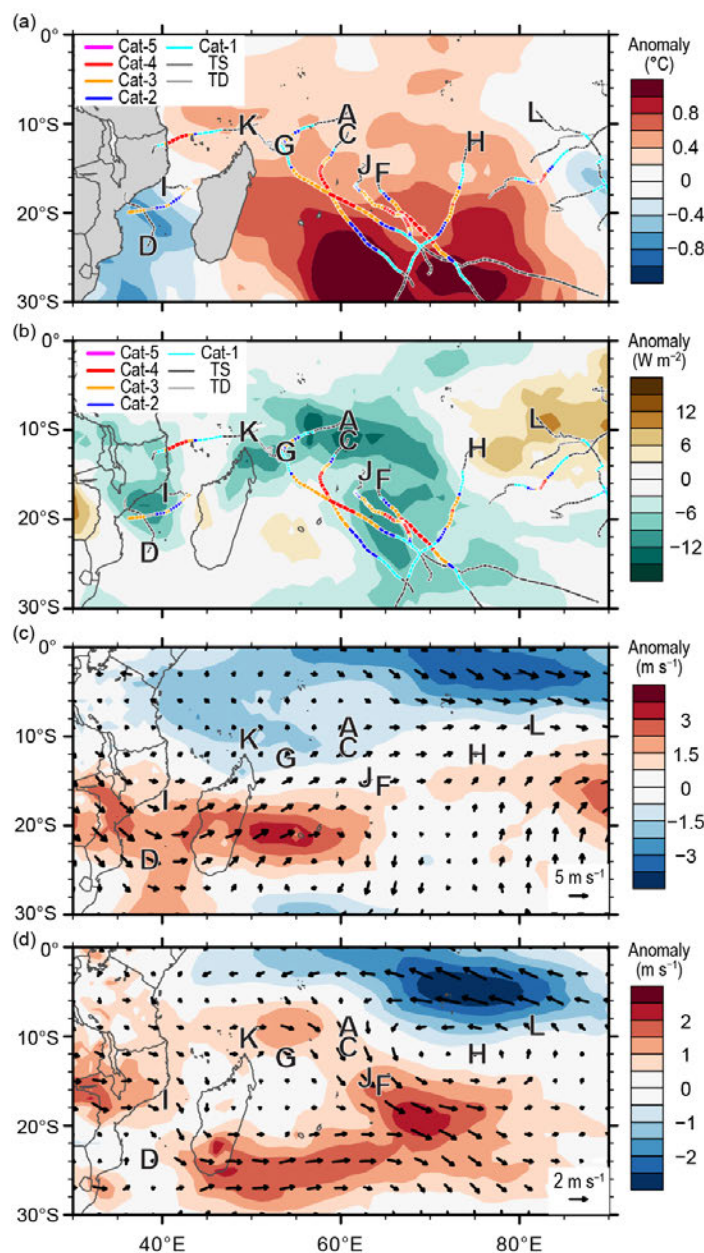 (a)
0°
10°S
20°S
30°S
Cat-5 Cat-1
Cat-4 TS
Cat-3 TD
Cat-2
K A
G C
L
H
J F
I
D
Anomaly
(°C)
0.8
0.4
0
−0.4
−0.8
(b)
0°
10°S
20°S
30°S
Cat-5 Cat-1
Cat-4 TS
Cat-3 TD
Cat-2
K A
G C
L
H
J F
I
D
Anomaly
(W m−2)
12
6
0
−6
−12
(c)
0°
10°S
20°S
30°S
K A
G C
L
H
J F
I
D
5 m s−1
Anomaly
(m s−1)
3
1.5
0
−1.5
−3
(d)
0°
10°S
20°S
30°S
K A
G C
L
H
J F
I
D
2 m s−1
Anomaly
(m s−1)
2
1
0
−1
−2
40°E 60°E 80°E